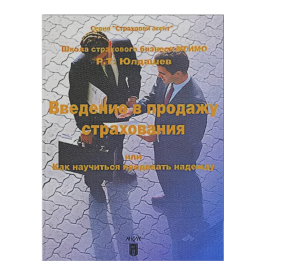 Серия "Страховой агент"
Школа страхового бизнеса МГИМО
Р.Т. Юлдашев
Введение в продажу
страхования
или
Как научиться продавать надежду